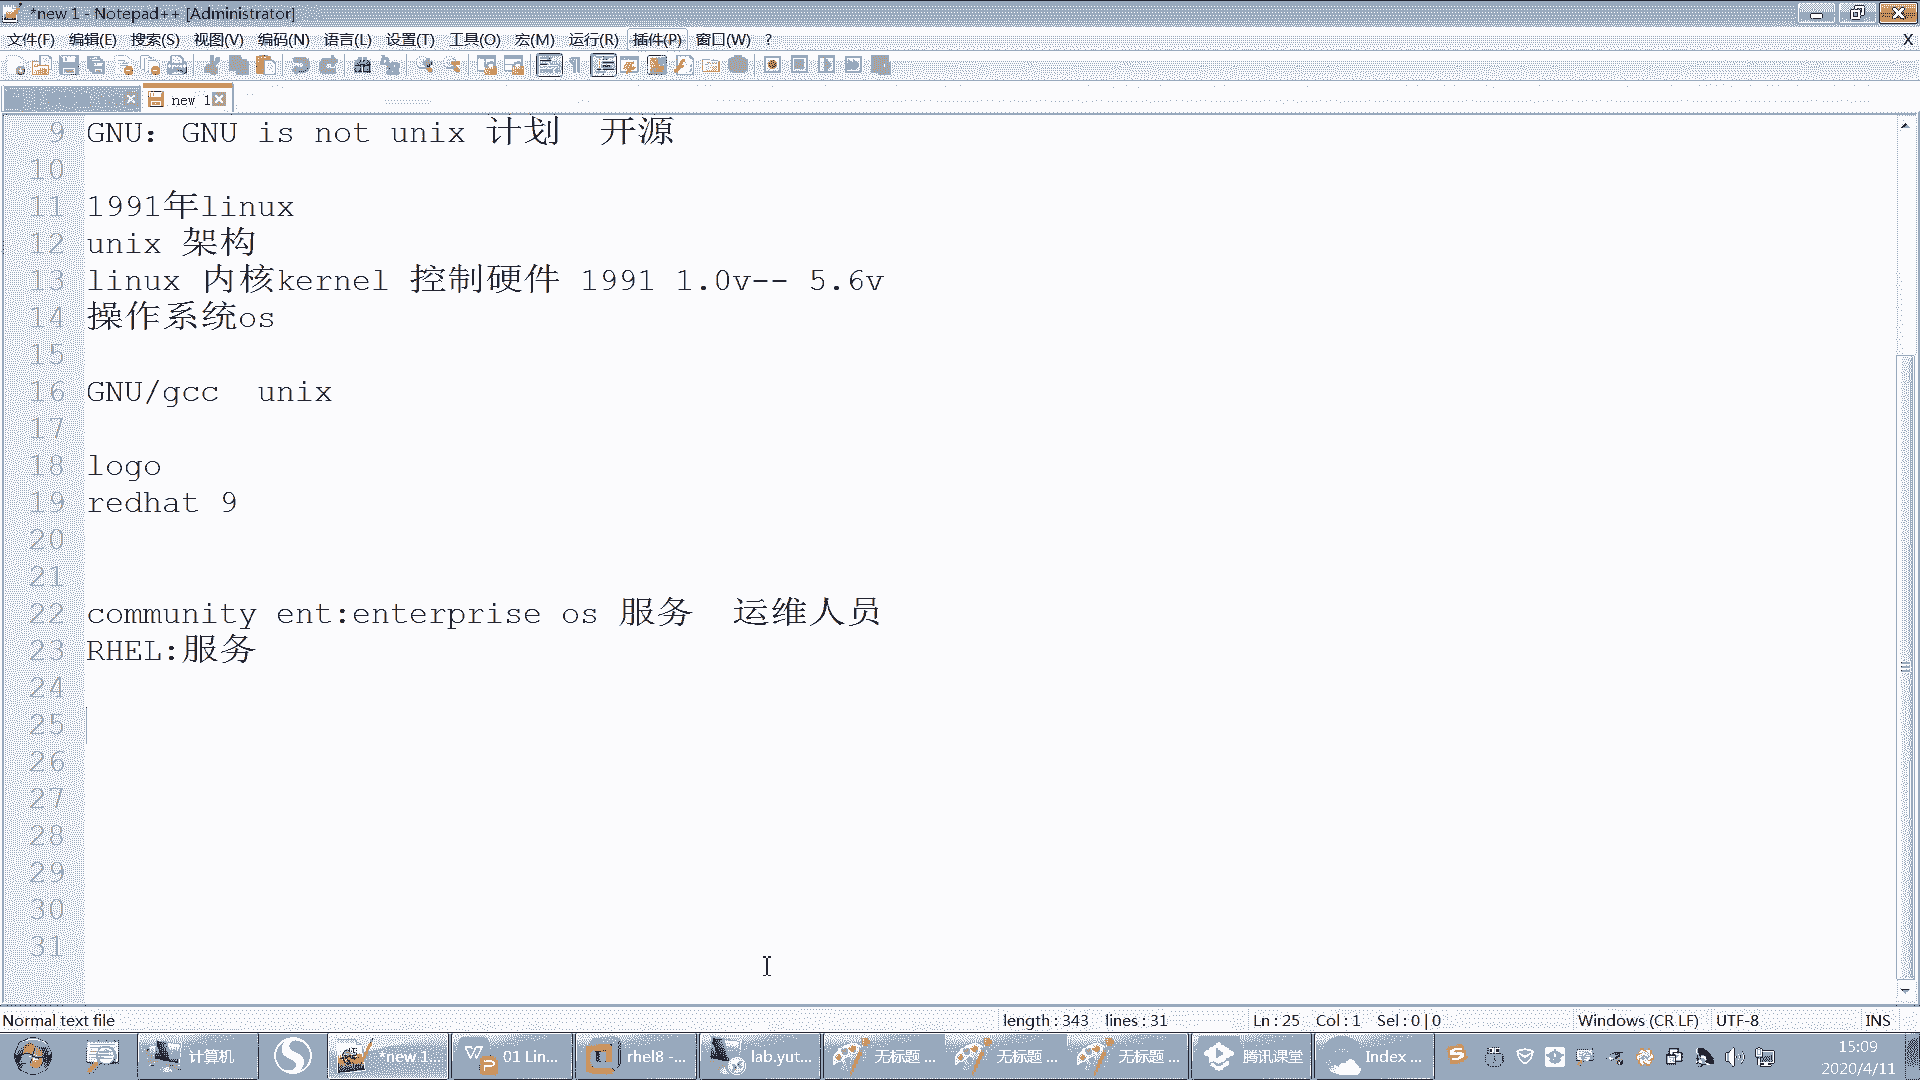 *new 1 - Notepad++ [Administrator]
文件(F) 编辑(E) 搜索(S) 视图(V) 编码(N) 语言(L) 设置(T) 工具(O) 宏(M) 运行(R) 插件(P) 窗口(W) ? X
new 1
9 GNU: GNU is not unix 计划 开源
10
11 1991年linux
12 unix 架构
13 linux 内核kernel 控制硬件 1991 1.0v-- 5.6v
14 操作系统os
15
16 GNU/gcc unix
17
18 logo
19 redhat 9
20
21
22 community ent:enterprise os 服务 运维人员
23 RHEL:服务
24
25
26
27
28
29
30
31
Normal text file length : 343 lines : 31 Ln : 25 Col : 1 Sel : 0 | 0 Windows (CR LF) UTF-8 INS
计算机 *new 1... 01 Lin... rhel8 -... lab.yut... 无标题 ... 无标题 ... 无标题 ... 腾讯课堂 Index ... 15:09
2020/4/11